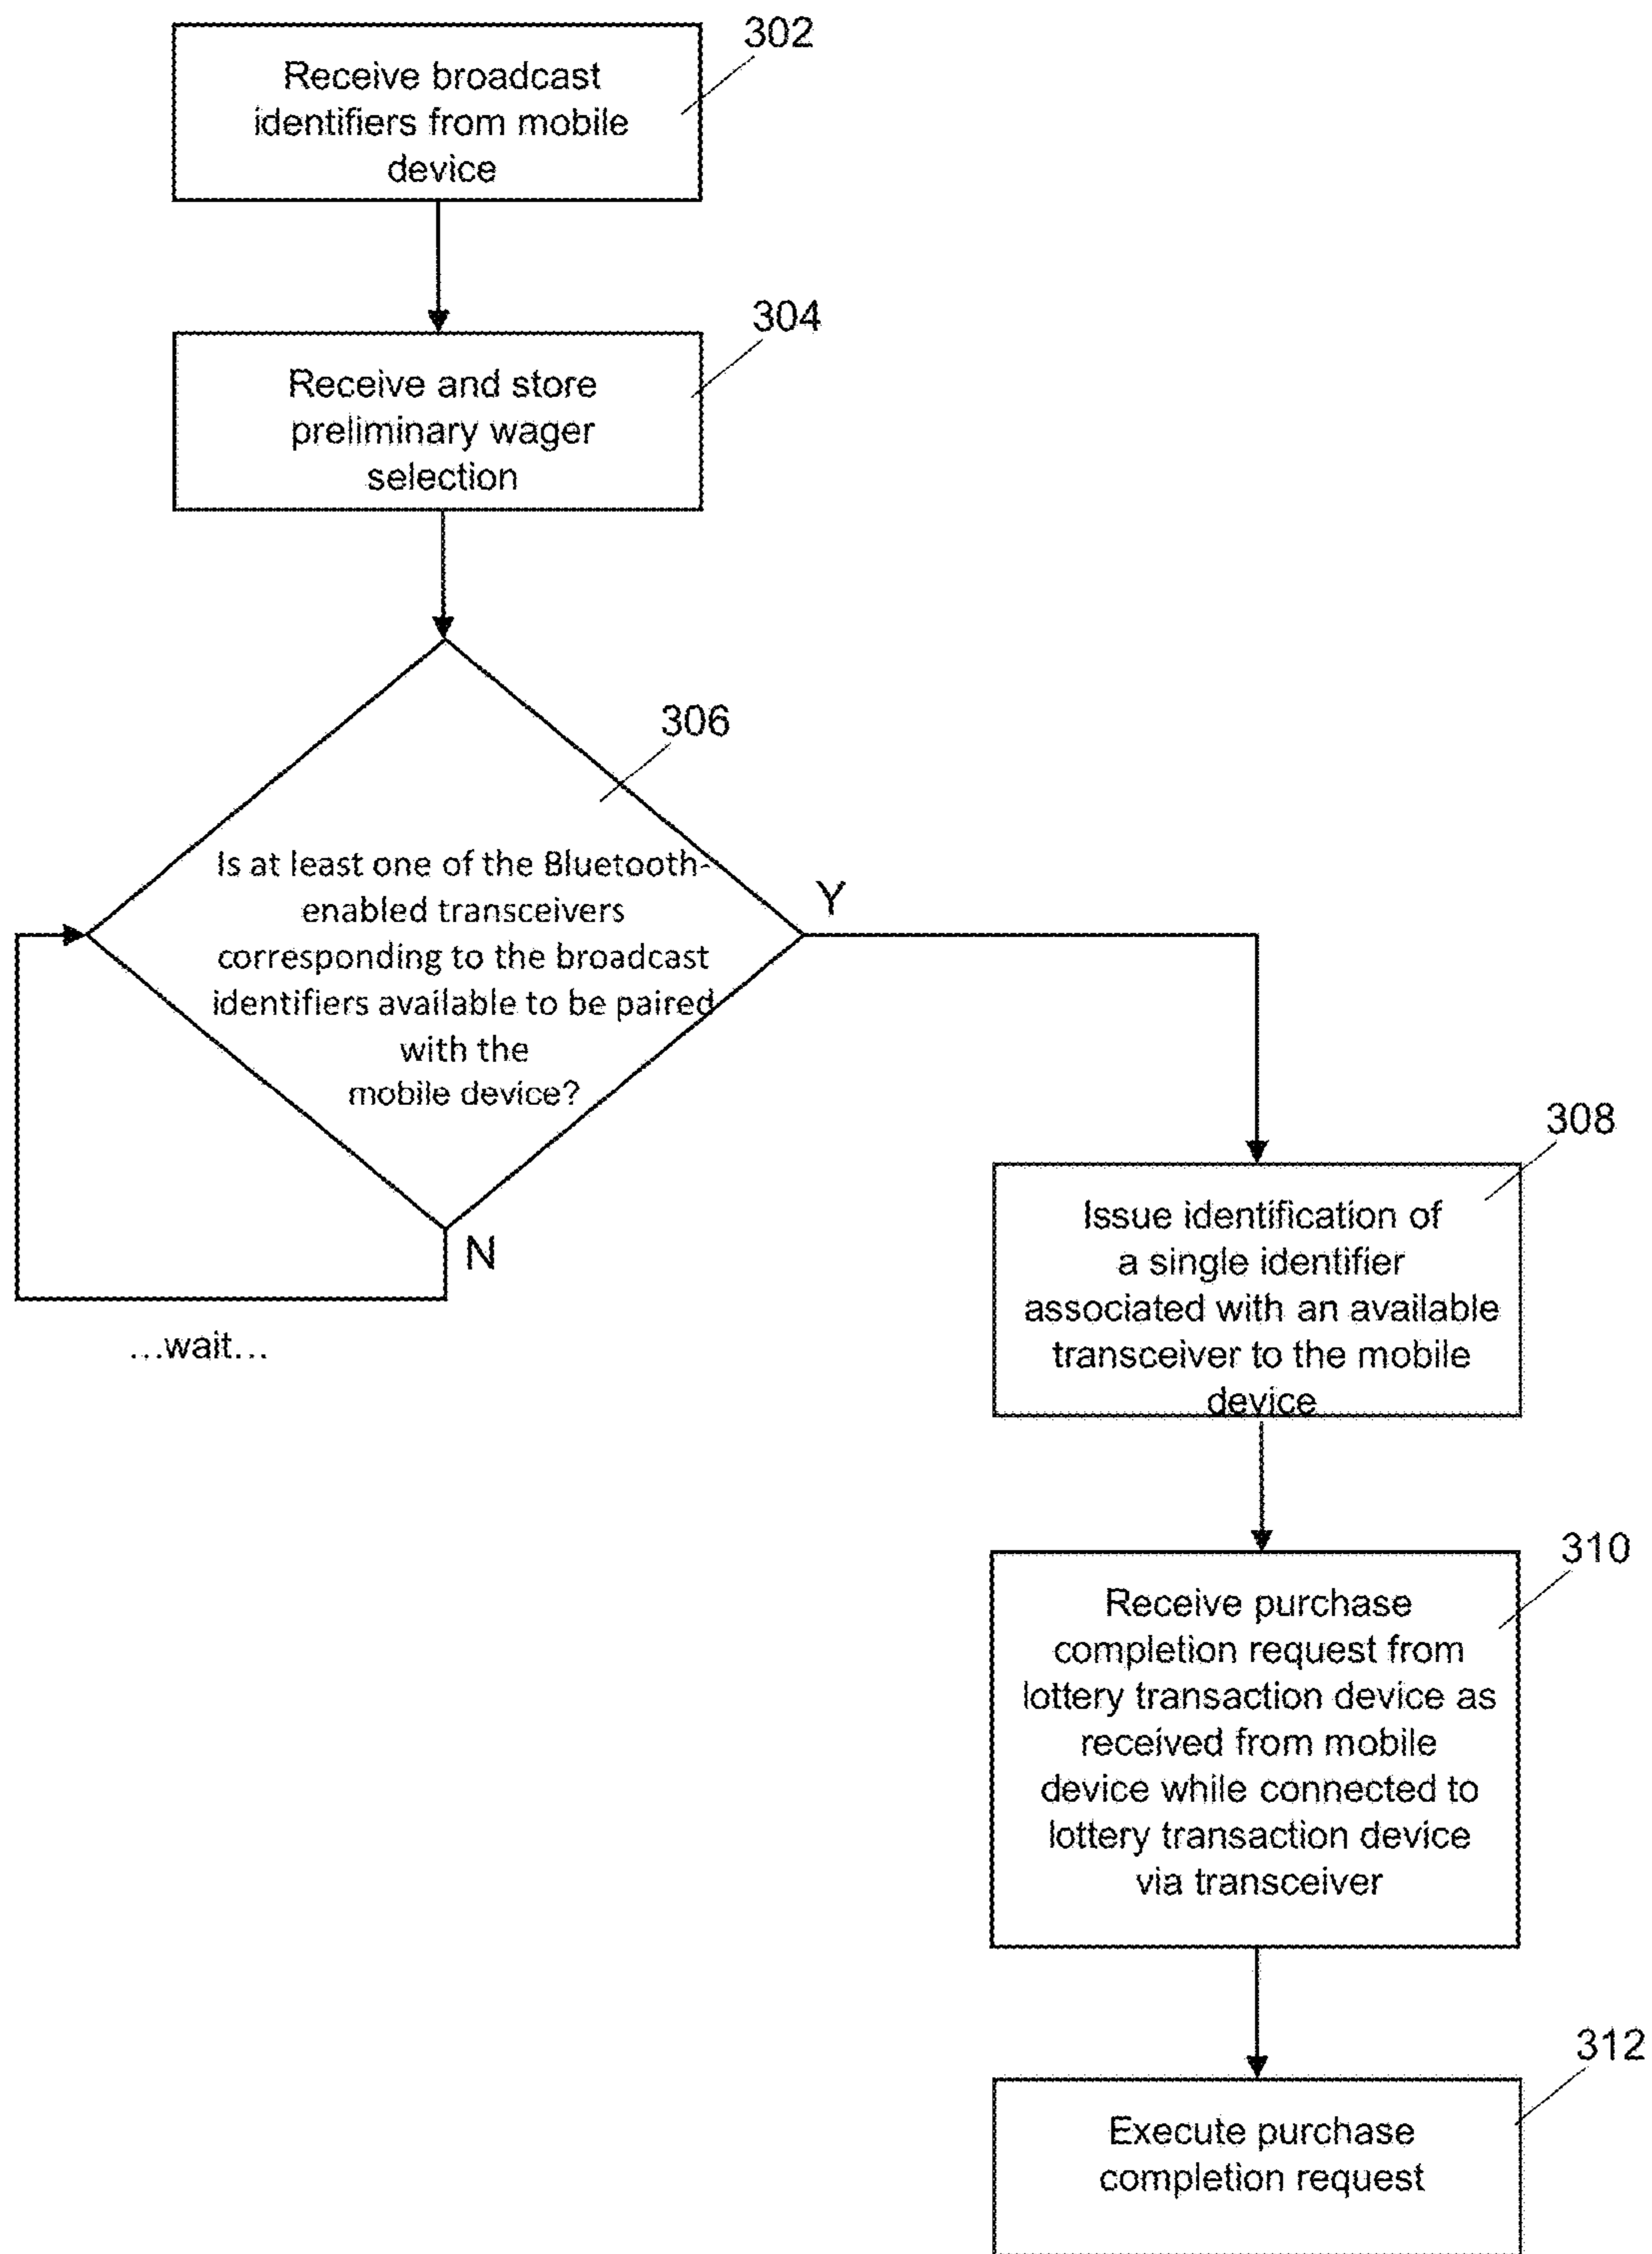 302
Receive broadcast
identifiers from mobile
device
304
Receive and store
preliminary wager
selection
306
Is at least one of the Bluetooth-
enabled transceivers
corresponding to the broadcast
identifiers available to be paired
with the
mobile device?
Y
N
...wait...
308
Issue identification of
a single identifier
associated with an available
transceiver to the mobile
device
310
Receive purchase
completion request from
lottery transaction device as
received from mobile
device while connected to
lottery transaction device
via transceiver
312
Execute purchase
completion request